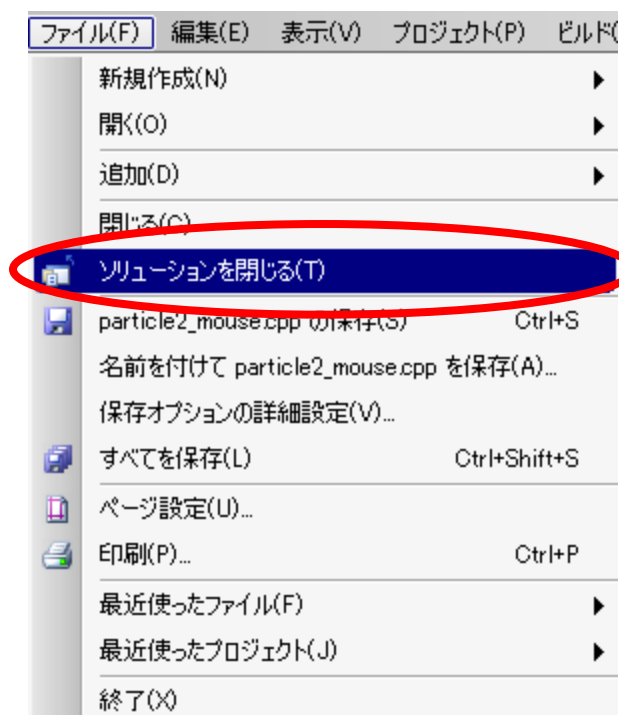 ファイル(F) 編集(E) 表示(V) プロジェクト(P) ビルド(
新規作成(N)
開く(O)
追加(D)
閉じる(C)
ソリューションを閉じる(T)
particle2_mouse.cpp の保存(S) Ctrl+S
名前を付けて particle2_mouse.cpp を保存(A)...
保存オプションの詳細設定(V)...
すべてを保存(L) Ctrl+Shift+S
ページ設定(U)...
印刷(P)... Ctrl+P
最近使ったファイル(F)
最近使ったプロジェクト(J)
終了(X)